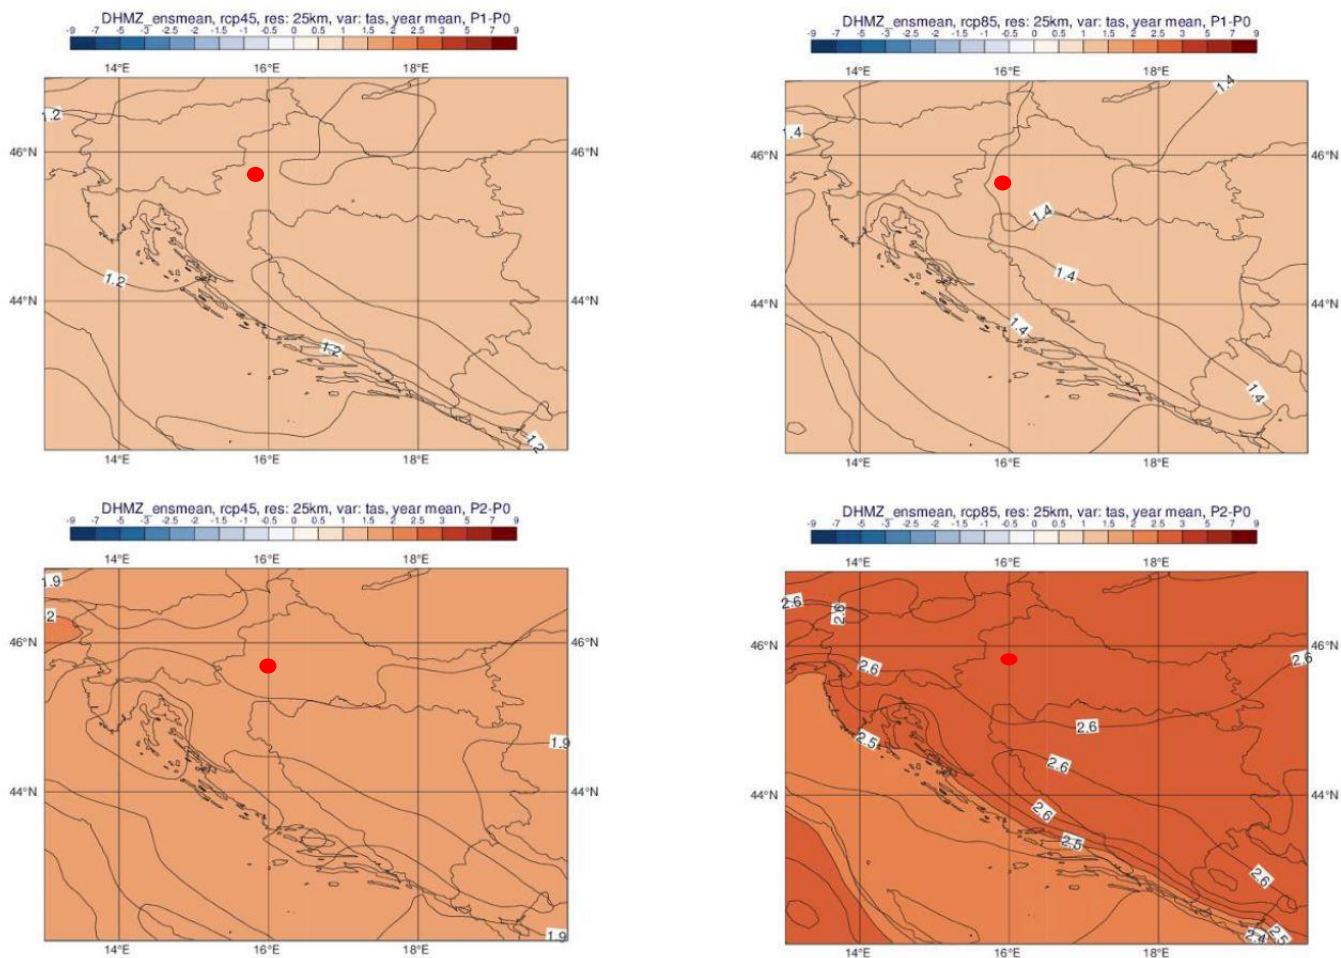 DHMZ_ensmean, rcp45, res: 25km, var: tas, year mean, P1-P0
-9 -7 -5 -3 -2 -1.5 -1 -0.5 0 0.5 1 1.5 2 2.5 3 5 7 9
14°E 16°E 18°E
1.2
46°N 46°N
1.2
44°N 44°N
1.2
1.2
14°E 16°E 18°E
DHMZ_ensmean, rcp85, res: 25km, var: tas, year mean, P1-P0
-9 -7 -5 -3 -2 -1.5 -1 -0.5 0 0.5 1 1.5 2 2.5 3 5 7 9
14°E 16°E 18°E
1.4
1.4
46°N 46°N
1.4
1.4
44°N 44°N
1.4
1.4
14°E 16°E 18°E
DHMZ_ensmean, rcp45, res: 25km, var: tas, year mean, P2-P0
-9 -7 -5 -3 -2 -1.5 -1 -0.5 0 0.5 1 1.5 2 2.5 3 5 7 9
14°E 16°E 18°E
1.9
2
46°N 46°N
1.9
44°N 44°N
1.9
14°E 16°E 18°E
DHMZ_ensmean, rcp85, res: 25km, var: tas, year mean, P2-P0
-9 -7 -5 -3 -2 -1.5 -1 -0.5 0 0.5 1 1.5 2 2.5 3 5 7 9
14°E 16°E 18°E
2.6 2.6
46°N 46°N
2.6 2.6
2.6
2.5
2.6
44°N 44°N
2.6
2.5
2.6
2.5
2.4
14°E 16°E 18°E